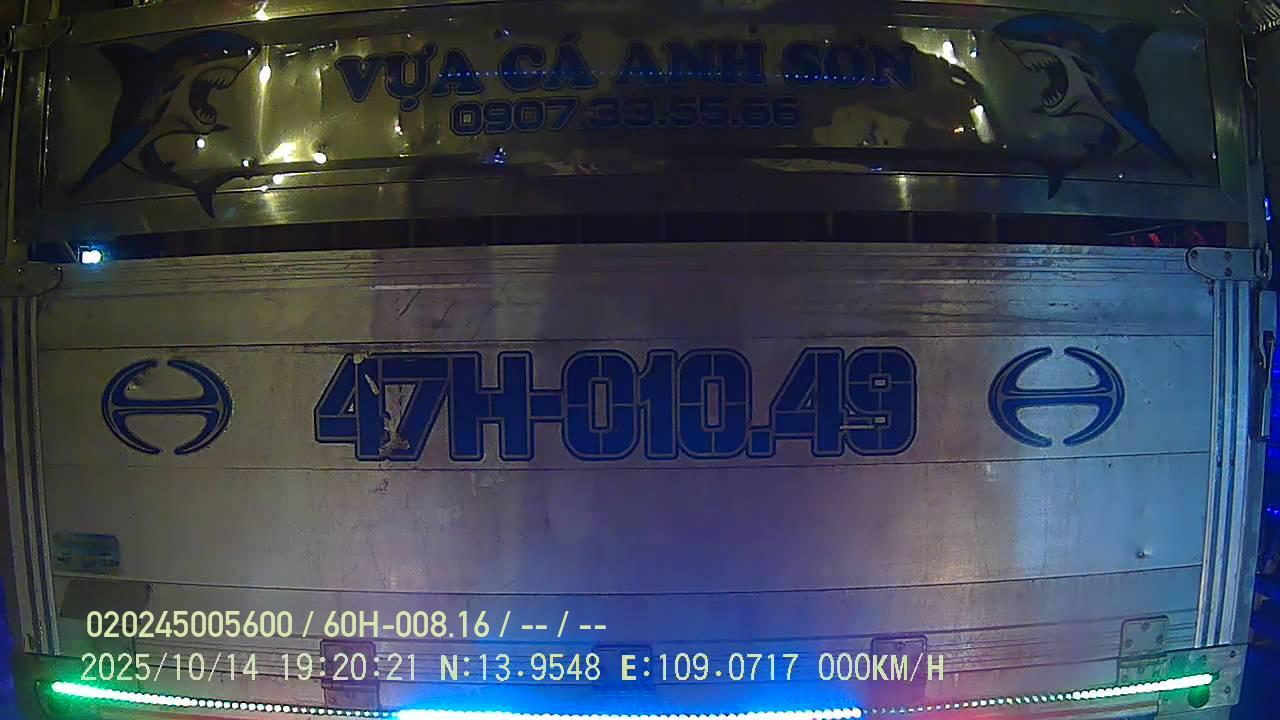 VỰA CÁ ANH SƠN
0907.33.55.66
47H-010.49
020245005600 / 60H-008.16 / -- / --
2025/10/14 19:20:21 N:13.9548 E:109.0717 000KM/H